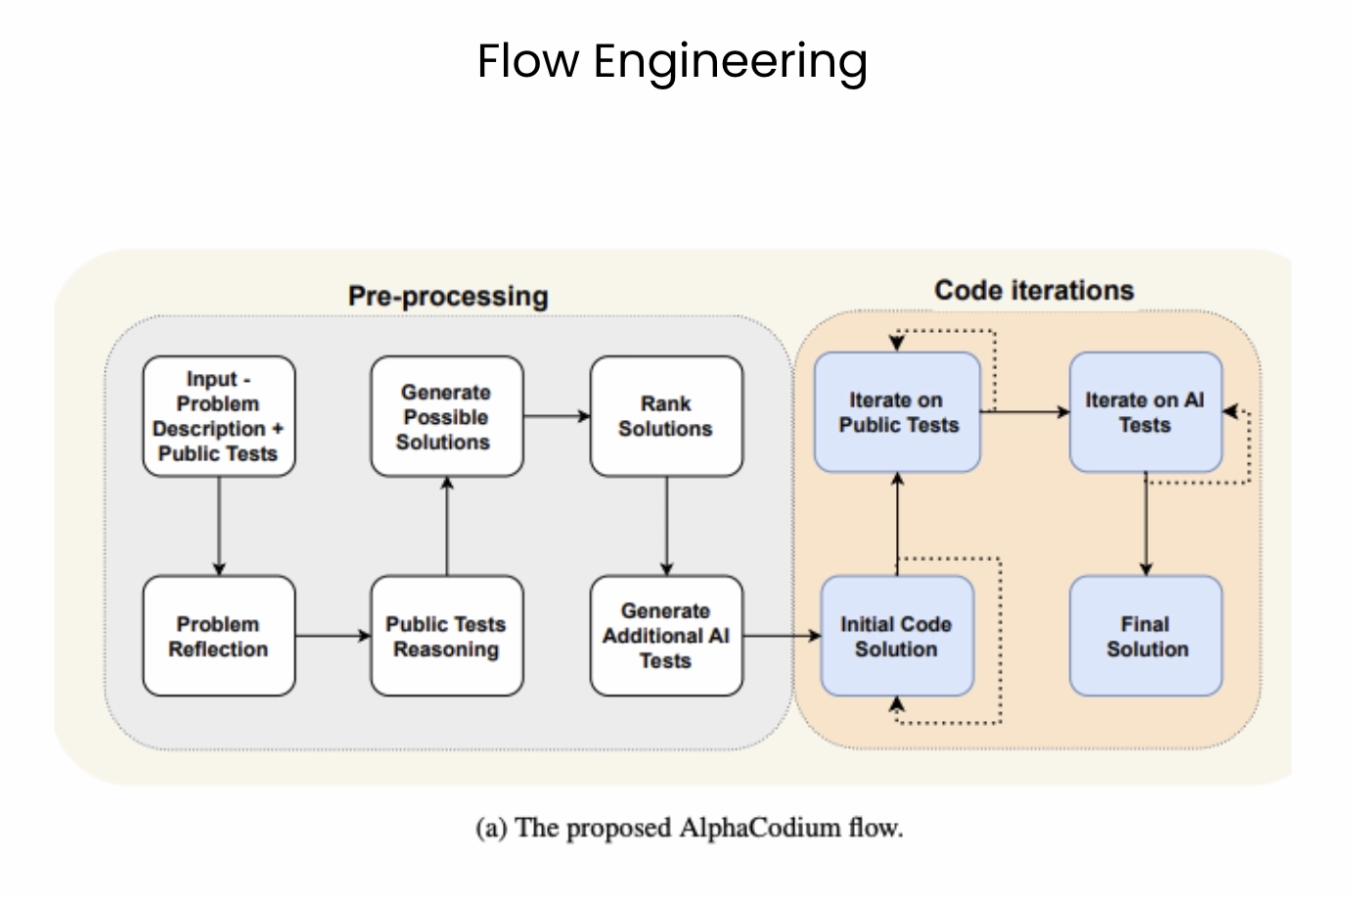 Flow Engineering
Pre-processing
Code iterations
Input -
Problem
Description +
Public Tests
Generate
Possible
Solutions
Rank
Solutions
Iterate on
Public Tests
Iterate on AI
Tests
Problem
Reflection
Public Tests
Reasoning
Generate
Additional AI
Tests
Initial Code
Solution
Final
Solution
(a) The proposed AlphaCodium flow.